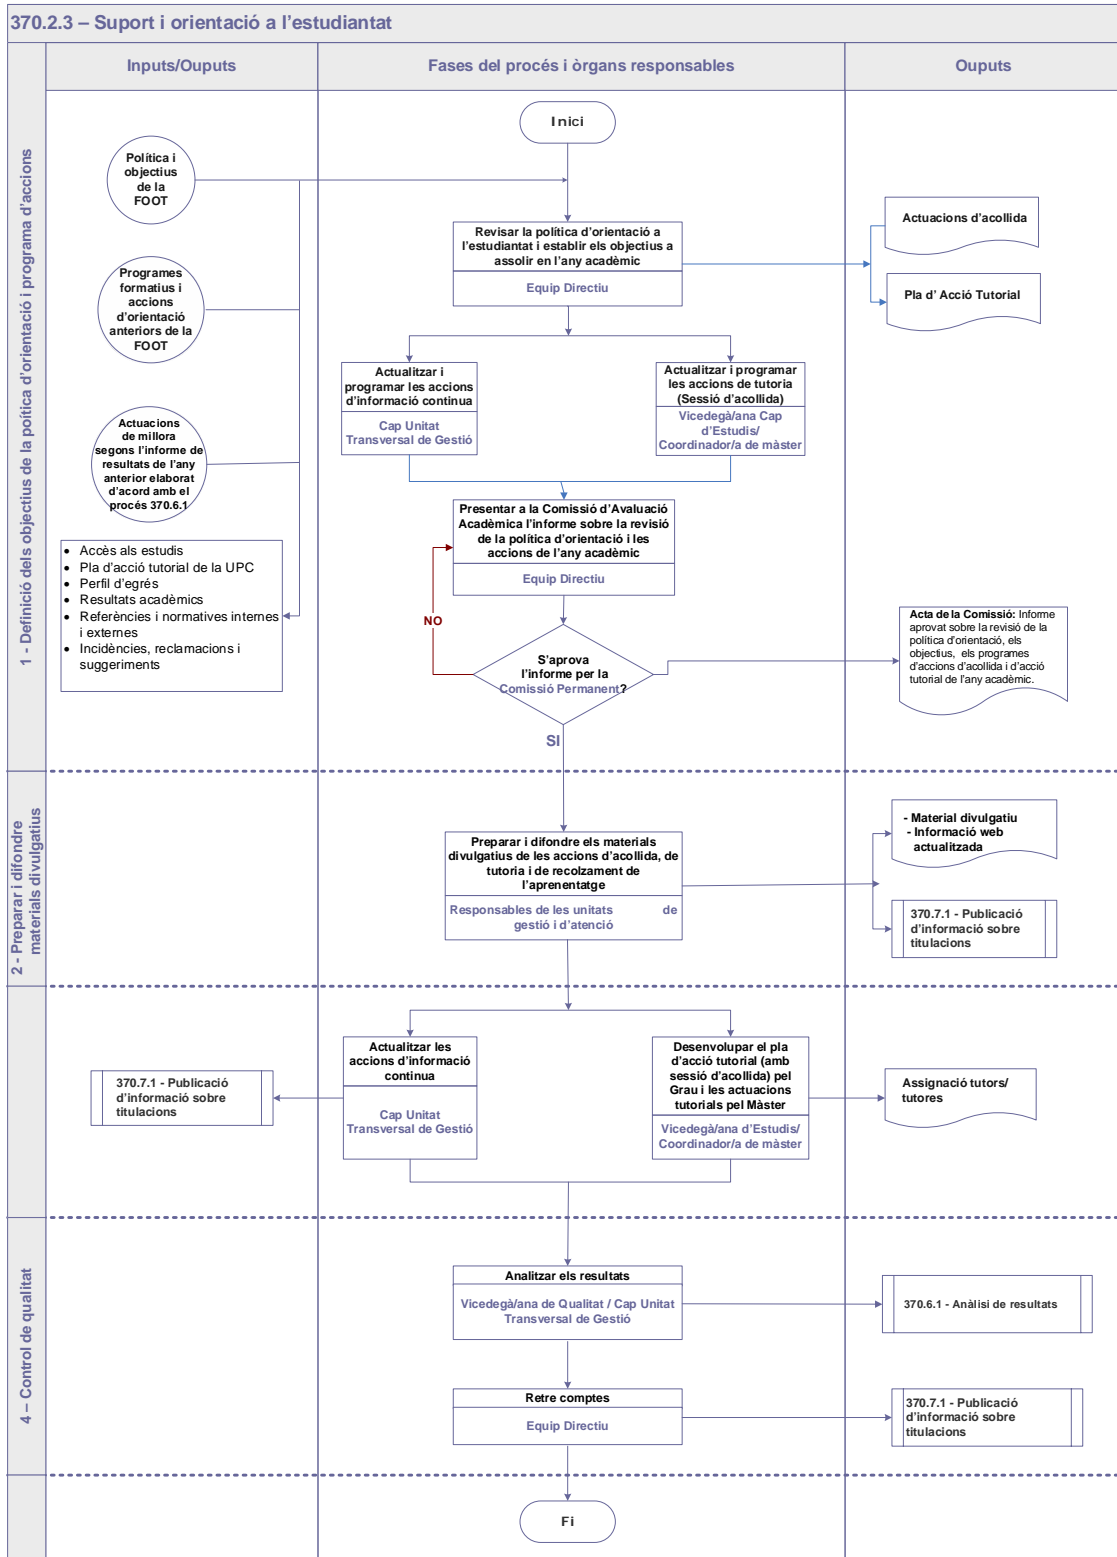 370.2.3 – Suport i orientació a l'estudiantat
Inputs/Ouputs
Fases del procés i òrgans responsables
Ouputs
1 - Definició dels objectius de la poítica d'orientació i programa d'accions
Inici
Política i
objectius
de la
FOOT
Revisar la política d'orientació a
l'estudiantat i establir els objectius a
assolir en l'any acadèmic
Equip Directiu
Actuacions d'acollida
Pla d' Acció Tutorial
Programes
formatius i
accions
d'orientació
anteriors de la
FOOT
Actualitzar i
programar les accions
d'informació continua
Cap Unitat
Transversal de Gestió
Actualitzar i programar
les accions de tutoria
(Sessió d'acollida)
Vicedegà/ana Cap
d'Estudis/
Coordinador/a de màster
Actuacions
de millora
segons l'informe de
resultats de l'any
anterior elaborat
d'acord amb el
procés 370.6.1
Presentar a la Comissió d'Avaluació
Acadèmica l'informe sobre la revisió
de la política d'orientació i les
accions de l'any acadèmic
Equip Directiu
• Accès als estudis
• Pla d'acció tutorial de la UPC
• Perfil d'egrés
• Resultats acadèmics
• Referències i normatives internes
i externes
• Incidències, reclamacions i
suggeriments
NO
S'aprova
l'informe per la
Comissió Permanent?
SI
Acta de la Comissió: Informe
aprovat sobre la revisió de la
política d'orientació, els
objectius, els programes
d'accions d'acollida i d'acció
tutorial de l'any acadèmic.
2 - Preparar i difondre
materials divulgatius
Preparar i difondre els materials
divulgatius de les accions d'acollida, de
tutoria i de recolzament de
l'aprenentatge
Responsables de les unitats de
gestió i d'atenció
- Material divulgatiu
- Informació web
actualitzada
370.7.1 - Publicació
d'informació sobre
titulacions
370.7.1 - Publicació
d'informació sobre
titulacions
Actualitzar les
accions d'informació
continua
Cap Unitat
Transversal de Gestió
Desenvolupar el pla
d'acció tutorial (amb
sessió d'acollida) pel
Grau i les actuacions
tutorials pel Màster
Vicedegà/ana d'Estudis/
Coordinador/a de màster
Assignació tutors/
tutores
4 – Control de qualitat
Analitzar els resultats
Vicedegà/ana de Qualitat / Cap Unitat
Transversal de Gestió
370.6.1 - Anàlisi de resultats
Retre comptes
Equip Directiu
370.7.1 - Publicació
d'informació sobre
titulacions
Fi